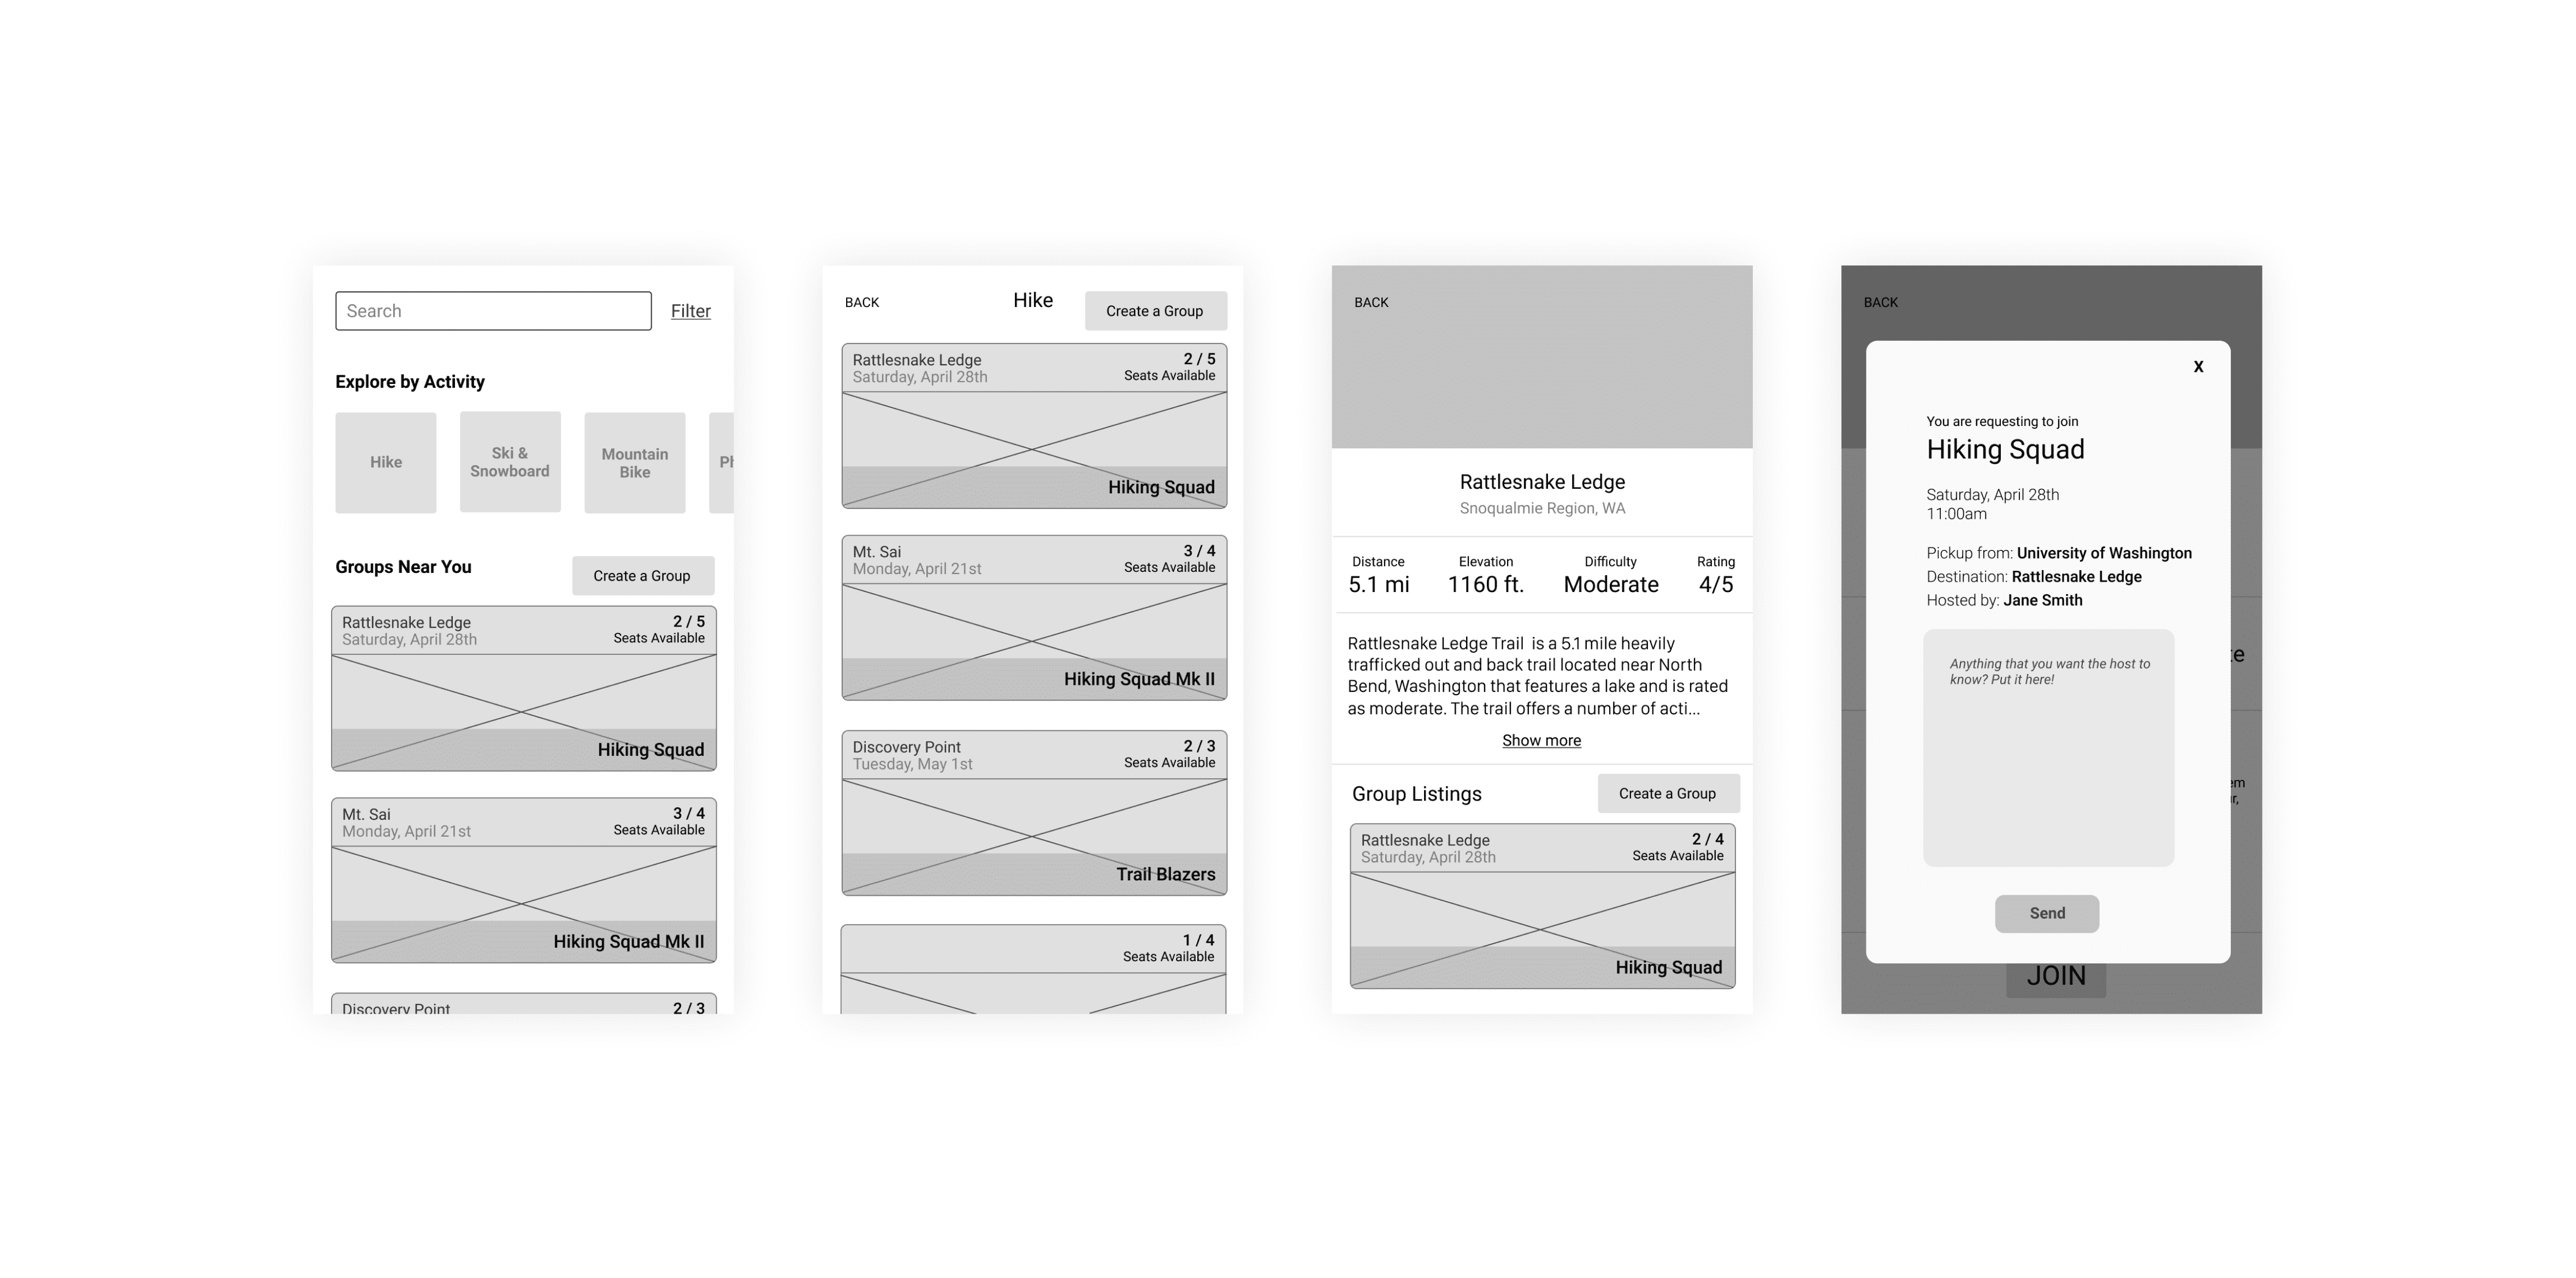 Search
Filter
Explore by Activity
Hike
Ski &
Snowboard
Mountain
Bike
Groups Near You
Create a Group
Rattlesnake Ledge
Saturday, April 28th
2 / 5
Seats Available
Hiking Squad
Mt. Sai
Monday, April 21st
3 / 4
Seats Available
Hiking Squad Mk II
Discovery Point
2 / 3
BACK
Hike
Create a Group
Rattlesnake Ledge
Saturday, April 28th
2 / 5
Seats Available
Hiking Squad
Mt. Sai
Monday, April 21st
3 / 4
Seats Available
Hiking Squad Mk II
Discovery Point
Tuesday, May 1st
2 / 3
Seats Available
Trail Blazers
1 / 4
Seats Available
BACK
Rattlesnake Ledge
Snoqualmie Region, WA
Distance
5.1 mi
Elevation
1160 ft.
Difficulty
Moderate
Rating
4/5
Rattlesnake Ledge Trail is a 5.1 mile heavily
trafficked out and back trail located near North
Bend, Washington that features a lake and is rated
as moderate. The trail offers a number of acti...
Show more
Group Listings
Create a Group
Rattlesnake Ledge
Saturday, April 28th
2 / 4
Seats Available
Hiking Squad
BACK
X
You are requesting to join
Hiking Squad
Saturday, April 28th
11:00am
Pickup from: University of Washington
Destination: Rattlesnake Ledge
Hosted by: Jane Smith
Anything that you want the host to
know? Put it here!
Send
JOIN